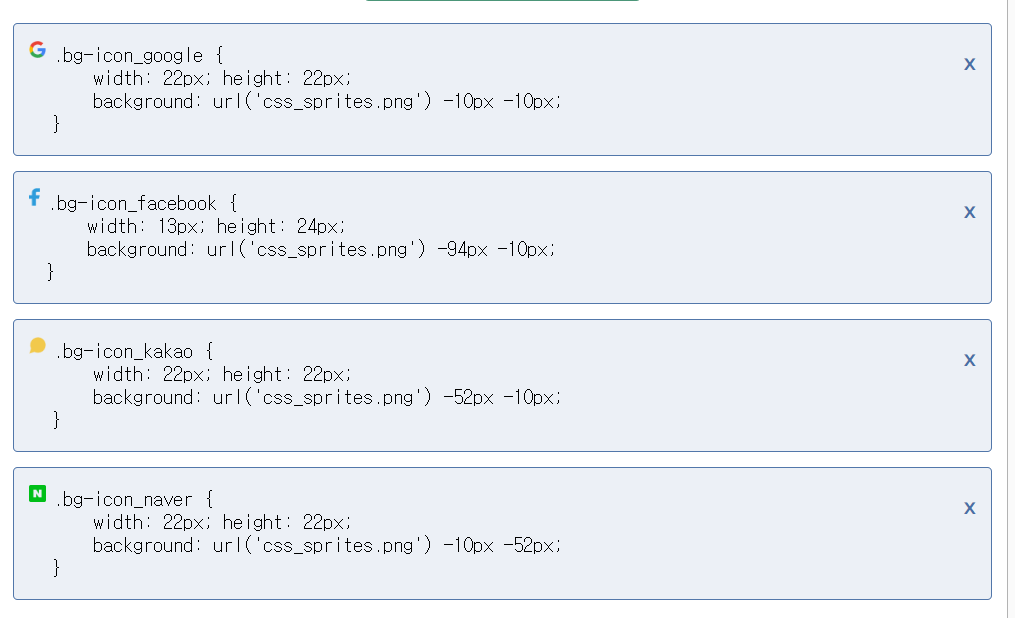 G .bg-icon_google {
width: 22px; height: 22px;
background: url('css_sprites.png') -10px -10px;
}
X
f .bg-icon_facebook {
width: 13px; height: 24px;
background: url('css_sprites.png') -94px -10px;
}
X
.bg-icon_kakao {
width: 22px; height: 22px;
background: url('css_sprites.png') -52px -10px;
}
X
N .bg-icon_naver {
width: 22px; height: 22px;
background: url('css_sprites.png') -10px -52px;
}
X